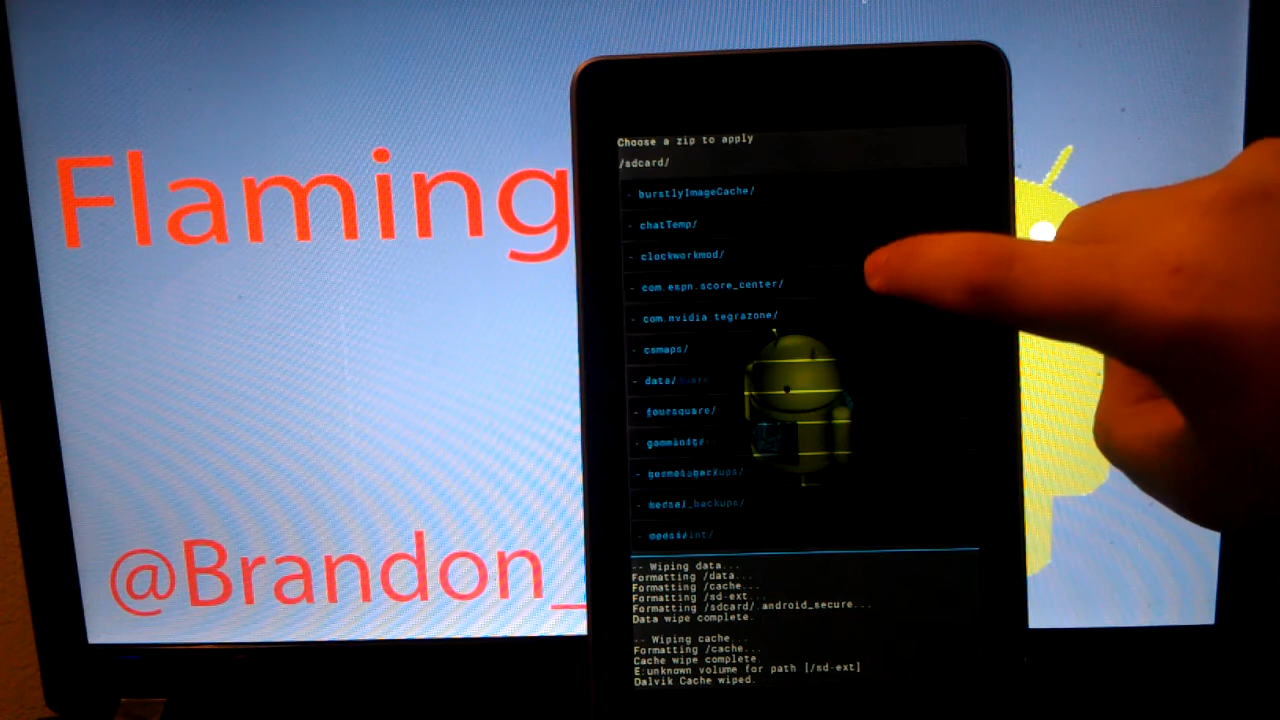 Flaming
@Brandon_
Choose a zip to apply
/sdcard/
- burstlyImageCache/
- chatTemp/
- clockworkmod/
- com.espn.score_center/
- com.nvidia.tegrazone/
- csmaps/
- data/
- foursquare/
-- Wiping data...
Formatting /data...
Formatting /cache...
Formatting /sd-ext...
Formatting /sdcard/.android_secure...
Data wipe complete.
-- Wiping cache...
Formatting /cache...
Cache wipe complete.
E:unknown volume for path [/sd-ext]
Dalvik Cache wiped.